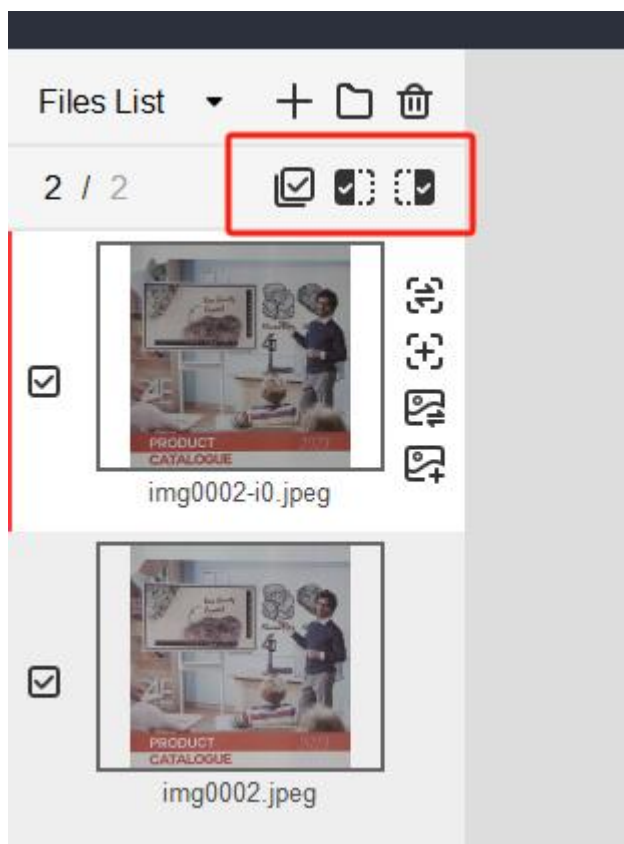 Files List
2 / 2
PRODUCT
CATALOGUE
img0002-i0.jpeg
PRODUCT
CATALOGUE
img0002.jpeg